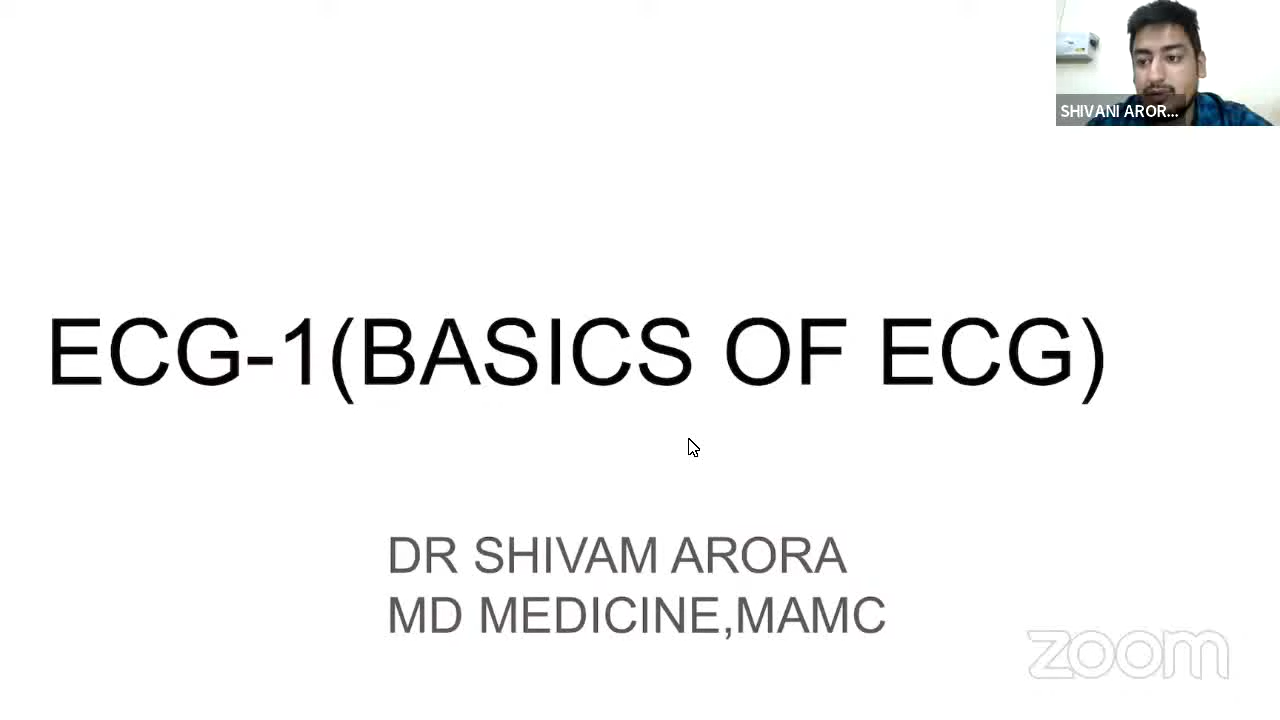 SHIVANI AROR...
ECG-1(BASICS OF ECG)
DR SHIVAM ARORA
MD MEDICINE,MAMC
zoom